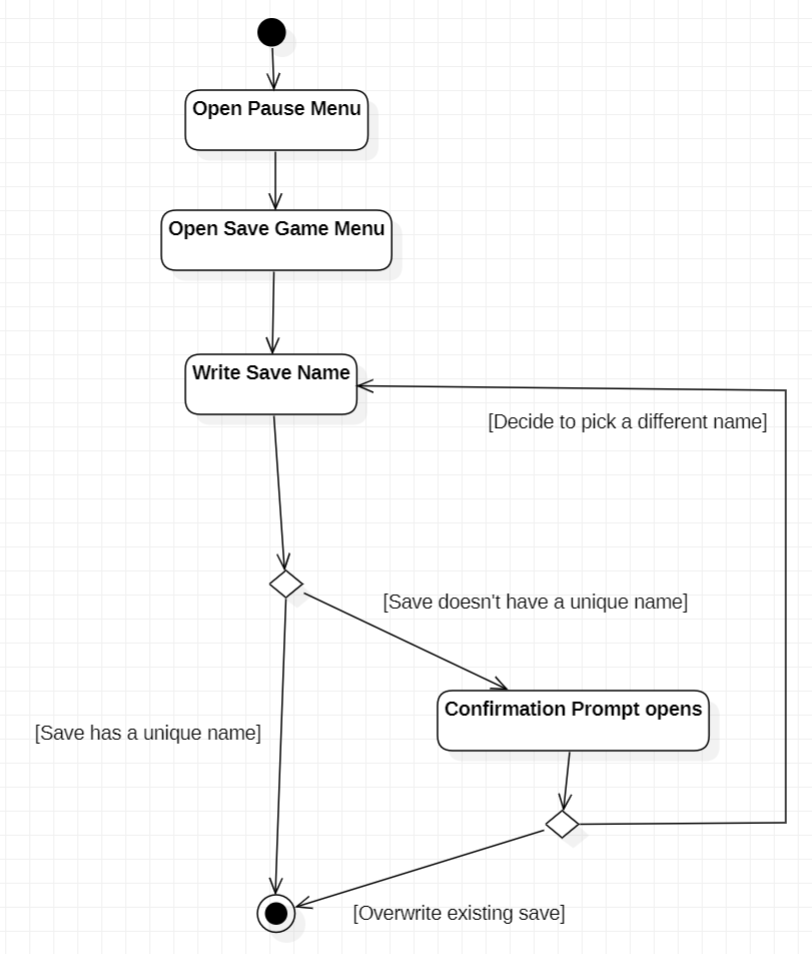 Open Pause Menu
Open Save Game Menu
Write Save Name
[Decide to pick a different name]
[Save doesn't have a unique name]
Confirmation Prompt opens
[Save has a unique name]
[Overwrite existing save]